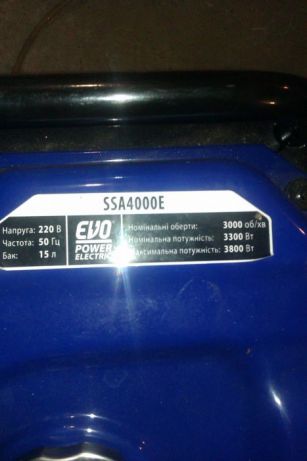 SSA4000E
Напруга: 220 В
Частота: 50 Гц
Бак: 15 л
EVO
POWER
ELECTRIC
Номінальні оберти: 3000 об/хв
Номінальна потужність: 3300 Вт
Максимальна потужність: 3800 Вт